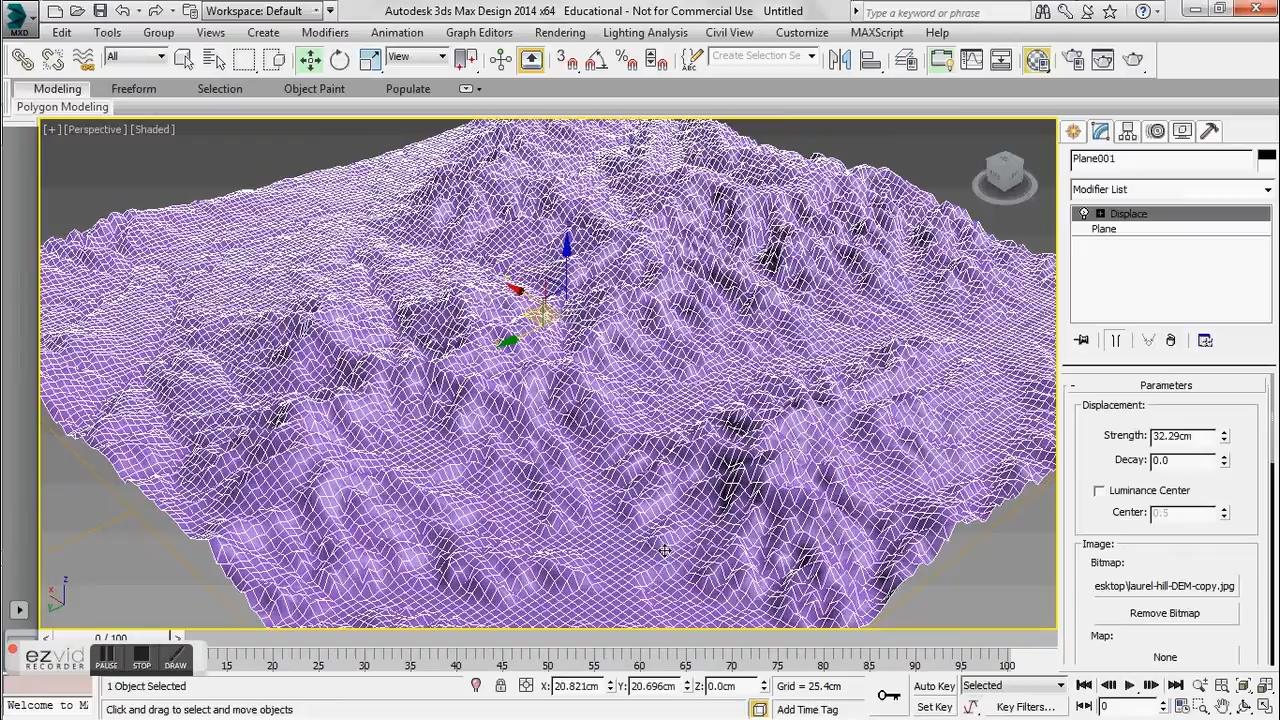 Workspace: Default
Autodesk 3ds Max Design 2014 x64 Educational - Not for Commercial Use Untitled
Type a keyword or phrase
MXD
Edit Tools Group Views Create Modifiers Animation Graph Editors Rendering Lighting Analysis Civil View Customize MAXScript Help
All
View
3
Create Selection Se
ABC
Modeling Freeform Selection Object Paint Populate
Polygon Modeling
[+] [Perspective] [Shaded]
Plane001
Modifier List
Displace
Plane
Parameters
Displacement:
Strength: 32.29cm
Decay: 0.0
Luminance Center
Center: 0.5
Image:
Bitmap:
esktop\laurel-hill-DEM-copy.jpg
Remove Bitmap
Map:
None
z
x
y
0 / 100
ezvid
RECORDER
PAUSE STOP DRAW
15 20 25 30 35 40 45 50 55 60 65 70 75 80 85 90 95 100
1 Object Selected X: 20.821cm Y: 20.696cm Z: 0.0cm Grid = 25.4cm Auto Key Selected
Welcome to M Click and drag to select and move objects Add Time Tag Set Key Key Filters... 0